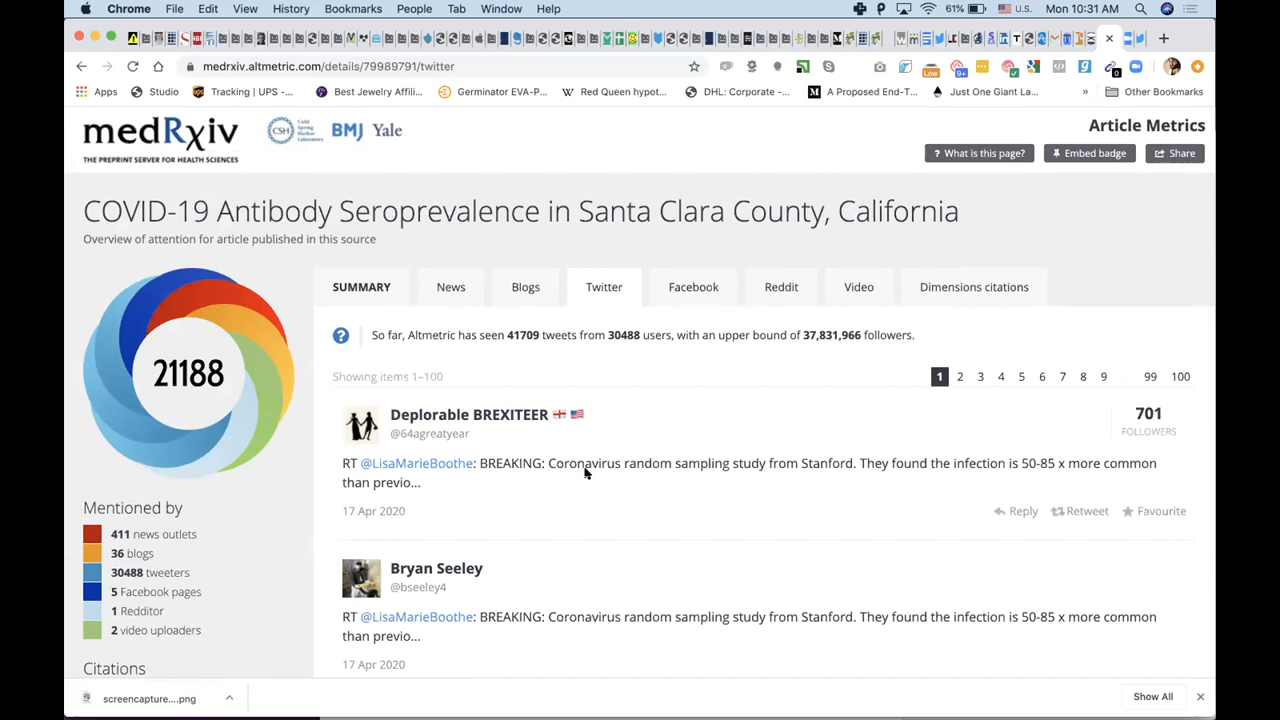 Chrome File Edit View History Bookmarks People Tab Window Help 61% U.S. Mon 10:31 AM
medrxiv.altmetric.com/details/79989791/twitter
Apps Studio Tracking | UPS -... Best Jewelry Affili... Germinator EVA-P... Red Queen hypot... DHL: Corporate -... A Proposed End-T... Just One Giant La... » Other Bookmarks
medRxiv
THE PREPRINT SERVER FOR HEALTH SCIENCES
CSH Cold Spring Harbor Laboratory BMJ Yale
Article Metrics
? What is this page? Embed badge Share
COVID-19 Antibody Seroprevalence in Santa Clara County, California
Overview of attention for article published in this source
21188
SUMMARY News Blogs Twitter Facebook Reddit Video Dimensions citations
So far, Altmetric has seen 41709 tweets from 30488 users, with an upper bound of 37,831,966 followers.
Showing items 1–100
1 2 3 4 5 6 7 8 9 99 100
Deplorable BREXITEER
@64agreatyear
701
FOLLOWERS
RT @LisaMarieBoothe: BREAKING: Coronavirus random sampling study from Stanford. They found the infection is 50-85 x more common
than previo...
17 Apr 2020
Reply Retweet Favourite
Bryan Seeley
@bseeley4
RT @LisaMarieBoothe: BREAKING: Coronavirus random sampling study from Stanford. They found the infection is 50-85 x more common
than previo...
17 Apr 2020
Mentioned by
411 news outlets
36 blogs
30488 tweeters
5 Facebook pages
1 Redditor
2 video uploaders
Citations
screencapture....png
Show All